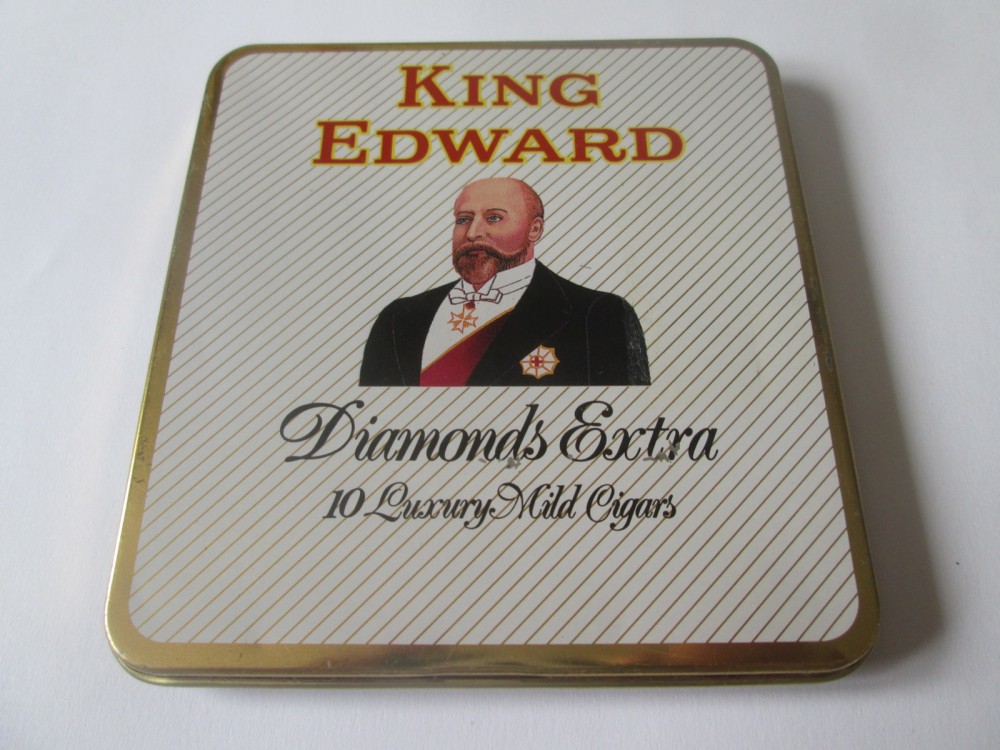 KING
EDWARD
Diamonds Extra
10 Luxury Mild Cigars